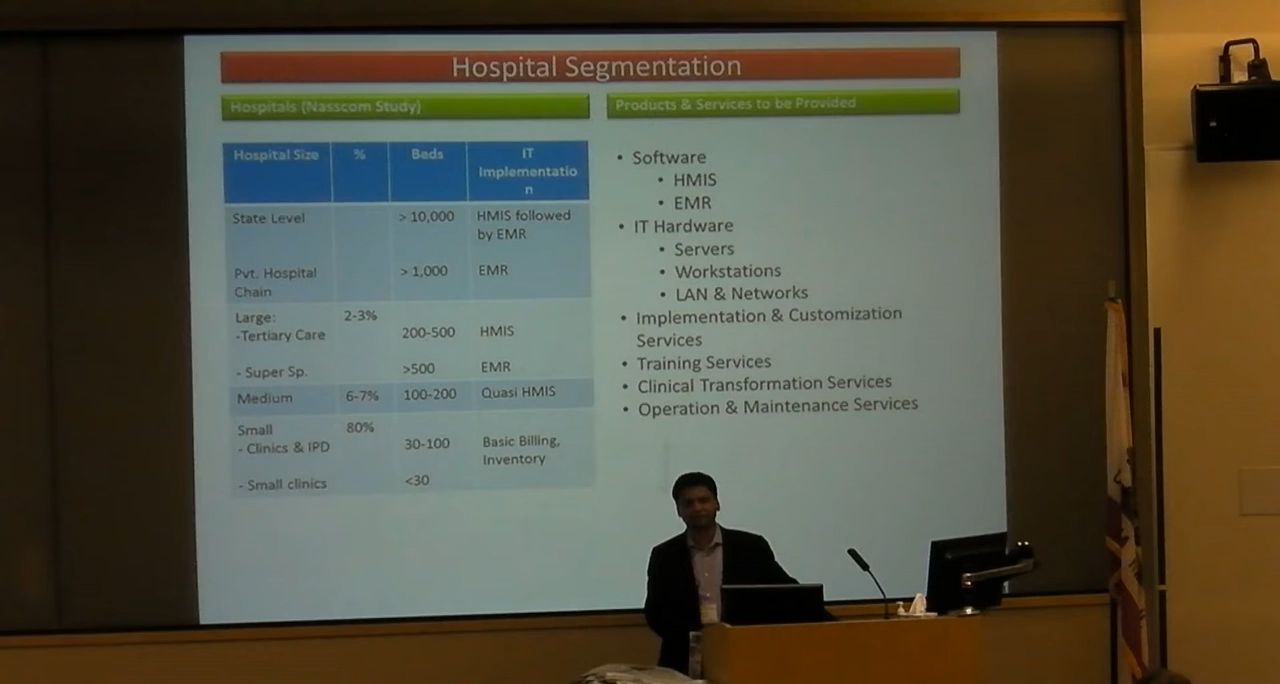 Hospital Segmentation
Hospitals (Nasscom Study)
Products & Services to be Provided
Hospital Size % Beds IT
Implementatio
n
State Level > 10,000 HMIS followed
by EMR
Pvt. Hospital > 1,000 EMR
Chain
Large: 2-3%
-Tertiary Care 200-500 HMIS
- Super Sp. >500 EMR
Medium 6-7% 100-200 Quasi HMIS
Small 80%
- Clinics & IPD 30-100 Basic Billing,
Inventory
- Small clinics <30
• Software
• HMIS
• EMR
• IT Hardware
• Servers
• Workstations
• LAN & Networks
• Implementation & Customization
Services
• Training Services
• Clinical Transformation Services
• Operation & Maintenance Services